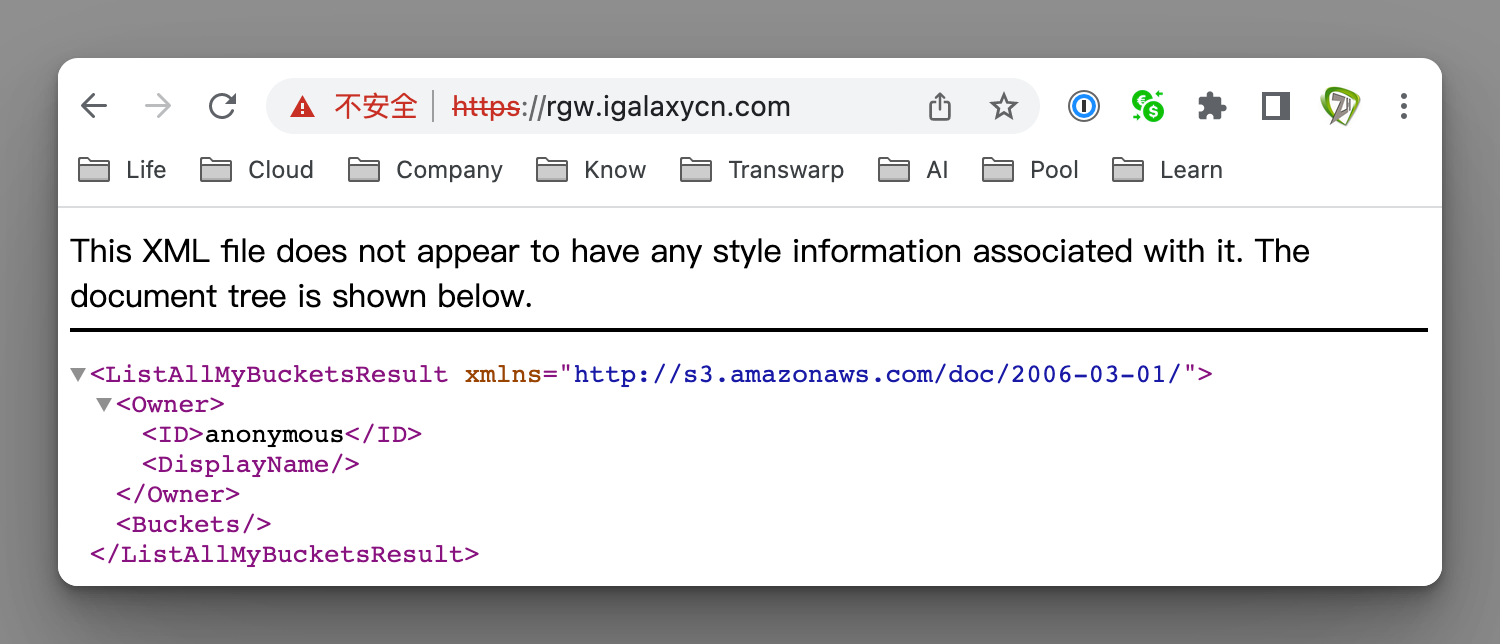 不安全 https://rgw.igalaxycn.com
Life Cloud Company Know Transwarp AI Pool Learn
This XML file does not appear to have any style information associated with it. The
document tree is shown below.
<ListAllMyBucketsResult xmlns="http://s3.amazonaws.com/doc/2006-03-01/">
<Owner>
<ID>anonymous</ID>
<DisplayName/>
</Owner>
<Buckets/>
</ListAllMyBucketsResult>